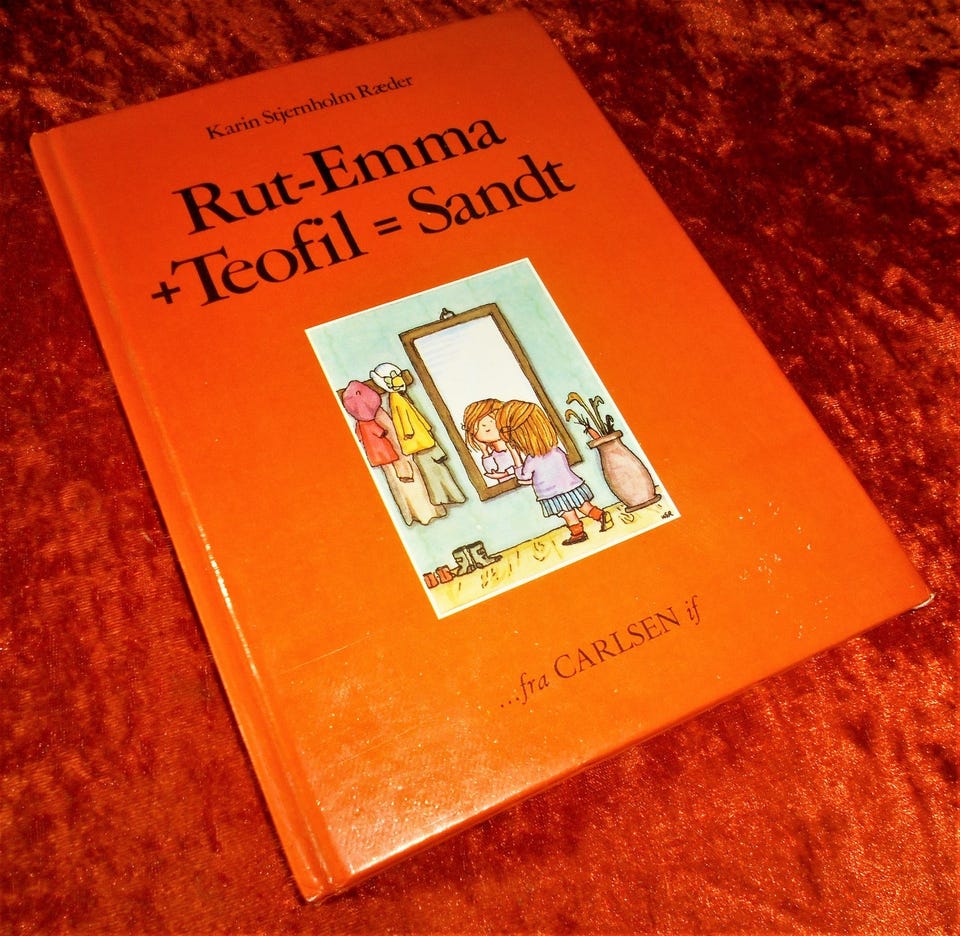 Karin Stjernholm Ræder
Rut-Emma
+Teofil = Sandt
...fra CARLSEN if